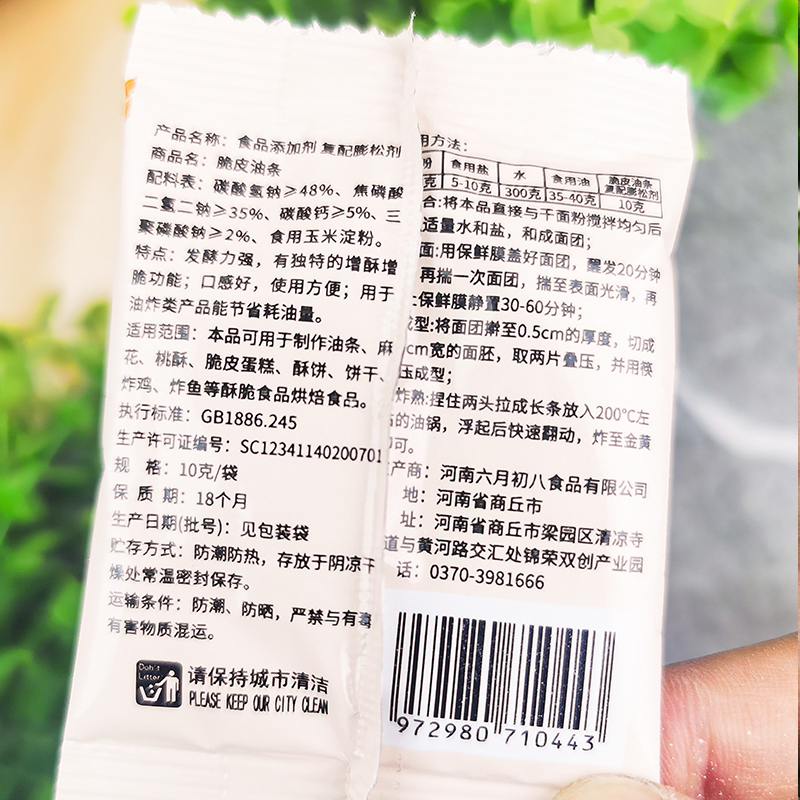 产品名称：食品添加剂 复配膨松剂
商品名：脆皮油条
配料表：碳酸氢钠≥48%、焦磷酸
二氢二钠≥35%、碳酸钙≥5%、三
聚磷酸钠≥2%、食用玉米淀粉。
特点：发酵力强，有独特的增酥增
脆功能；口感好，使用方便；用于
油炸类产品能节省耗油量。
适用范围：本品可用于制作油条、麻
花、桃酥、脆皮蛋糕、酥饼、饼干、
炸鸡、炸鱼等酥脆食品烘焙食品。
执行标准：GB1886.245
生产许可证编号：SC12341140200701
规 格：10克/袋
保 质 期：18个月
生产日期(批号)：见包装袋
贮存方式：防潮防热，存放于阴凉干
燥处常温密封保存。
运输条件：防潮、防晒，严禁与有毒
有害物质混运。
Don't
Litter
请保持城市清洁
PLEASE KEEP OUR CITY CLEAN
用方法：
粉 食用盐 水 食用油 脆皮油条
复配膨松剂
克 5-10克 300克 35-40克 10克
合:将本品直接与干面粉搅拌均匀后
适量水和盐，和成面团；
面:用保鲜膜盖好面团，醒发20分钟
再揣一次面团，揣至表面光滑，再
保鲜膜静置30-60分钟；
成型:将面团擀至0.5cm的厚度，切成
cm宽的面胚，取两片叠压，并用筷
压成型；
炸熟:捏住两头拉成长条放入200℃左
右的油锅，浮起后快速翻动，炸至金黄
即可。
产商：河南六月初八食品有限公司
地：河南省商丘市
址：河南省商丘市梁园区清凉寺
道与黄河路交汇处锦荣双创产业园
话：0370-3981666
972980 710443